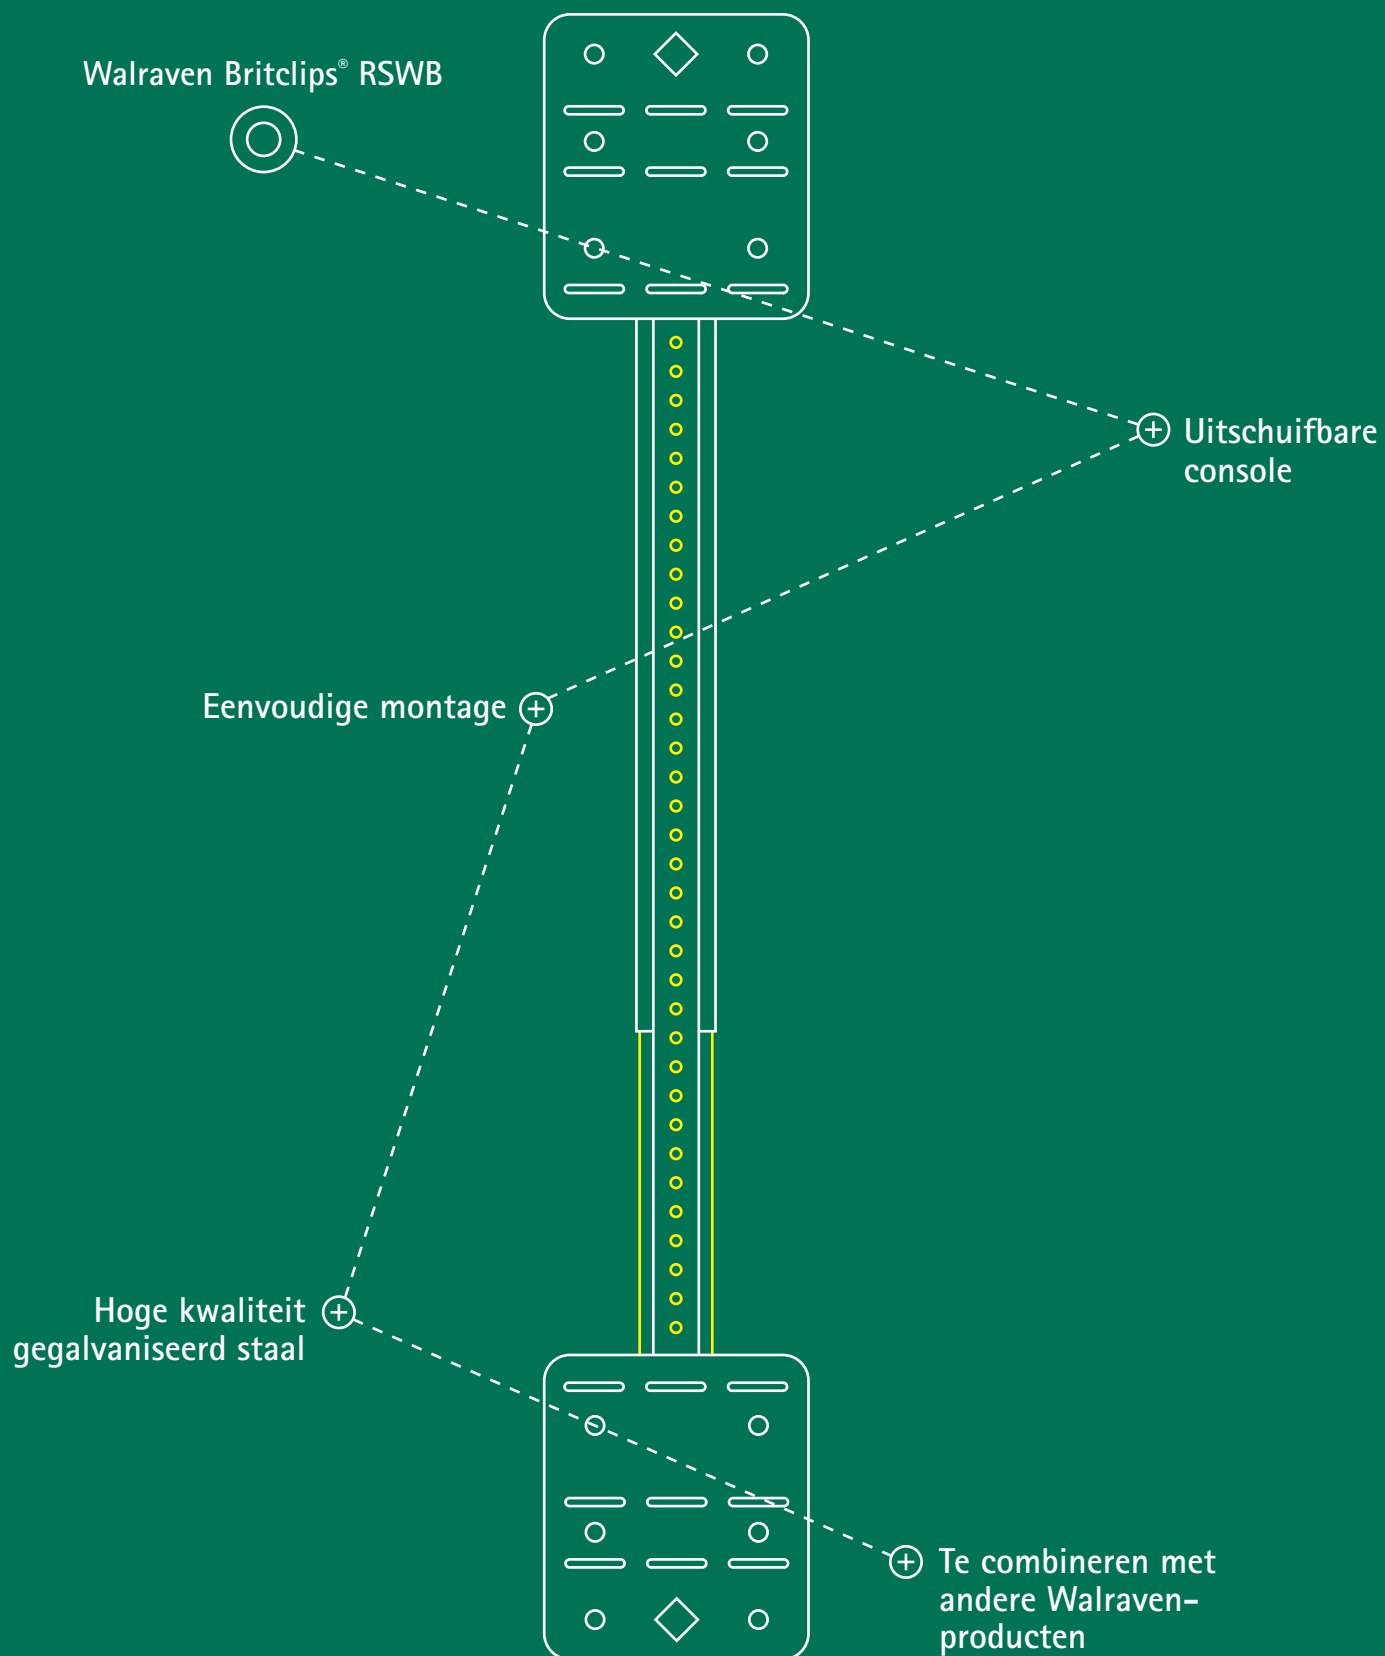 Walraven Britclips® RSWB
Uitschuifbare
console
Eenvoudige montage
Hoge kwaliteit
gegalvaniseerd staal
Te combineren met
andere Walraven-
producten